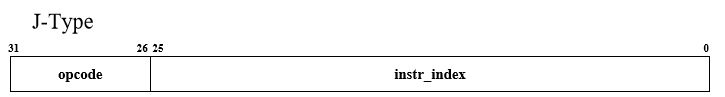 J-Type
31 26 25 0
opcode instr_index